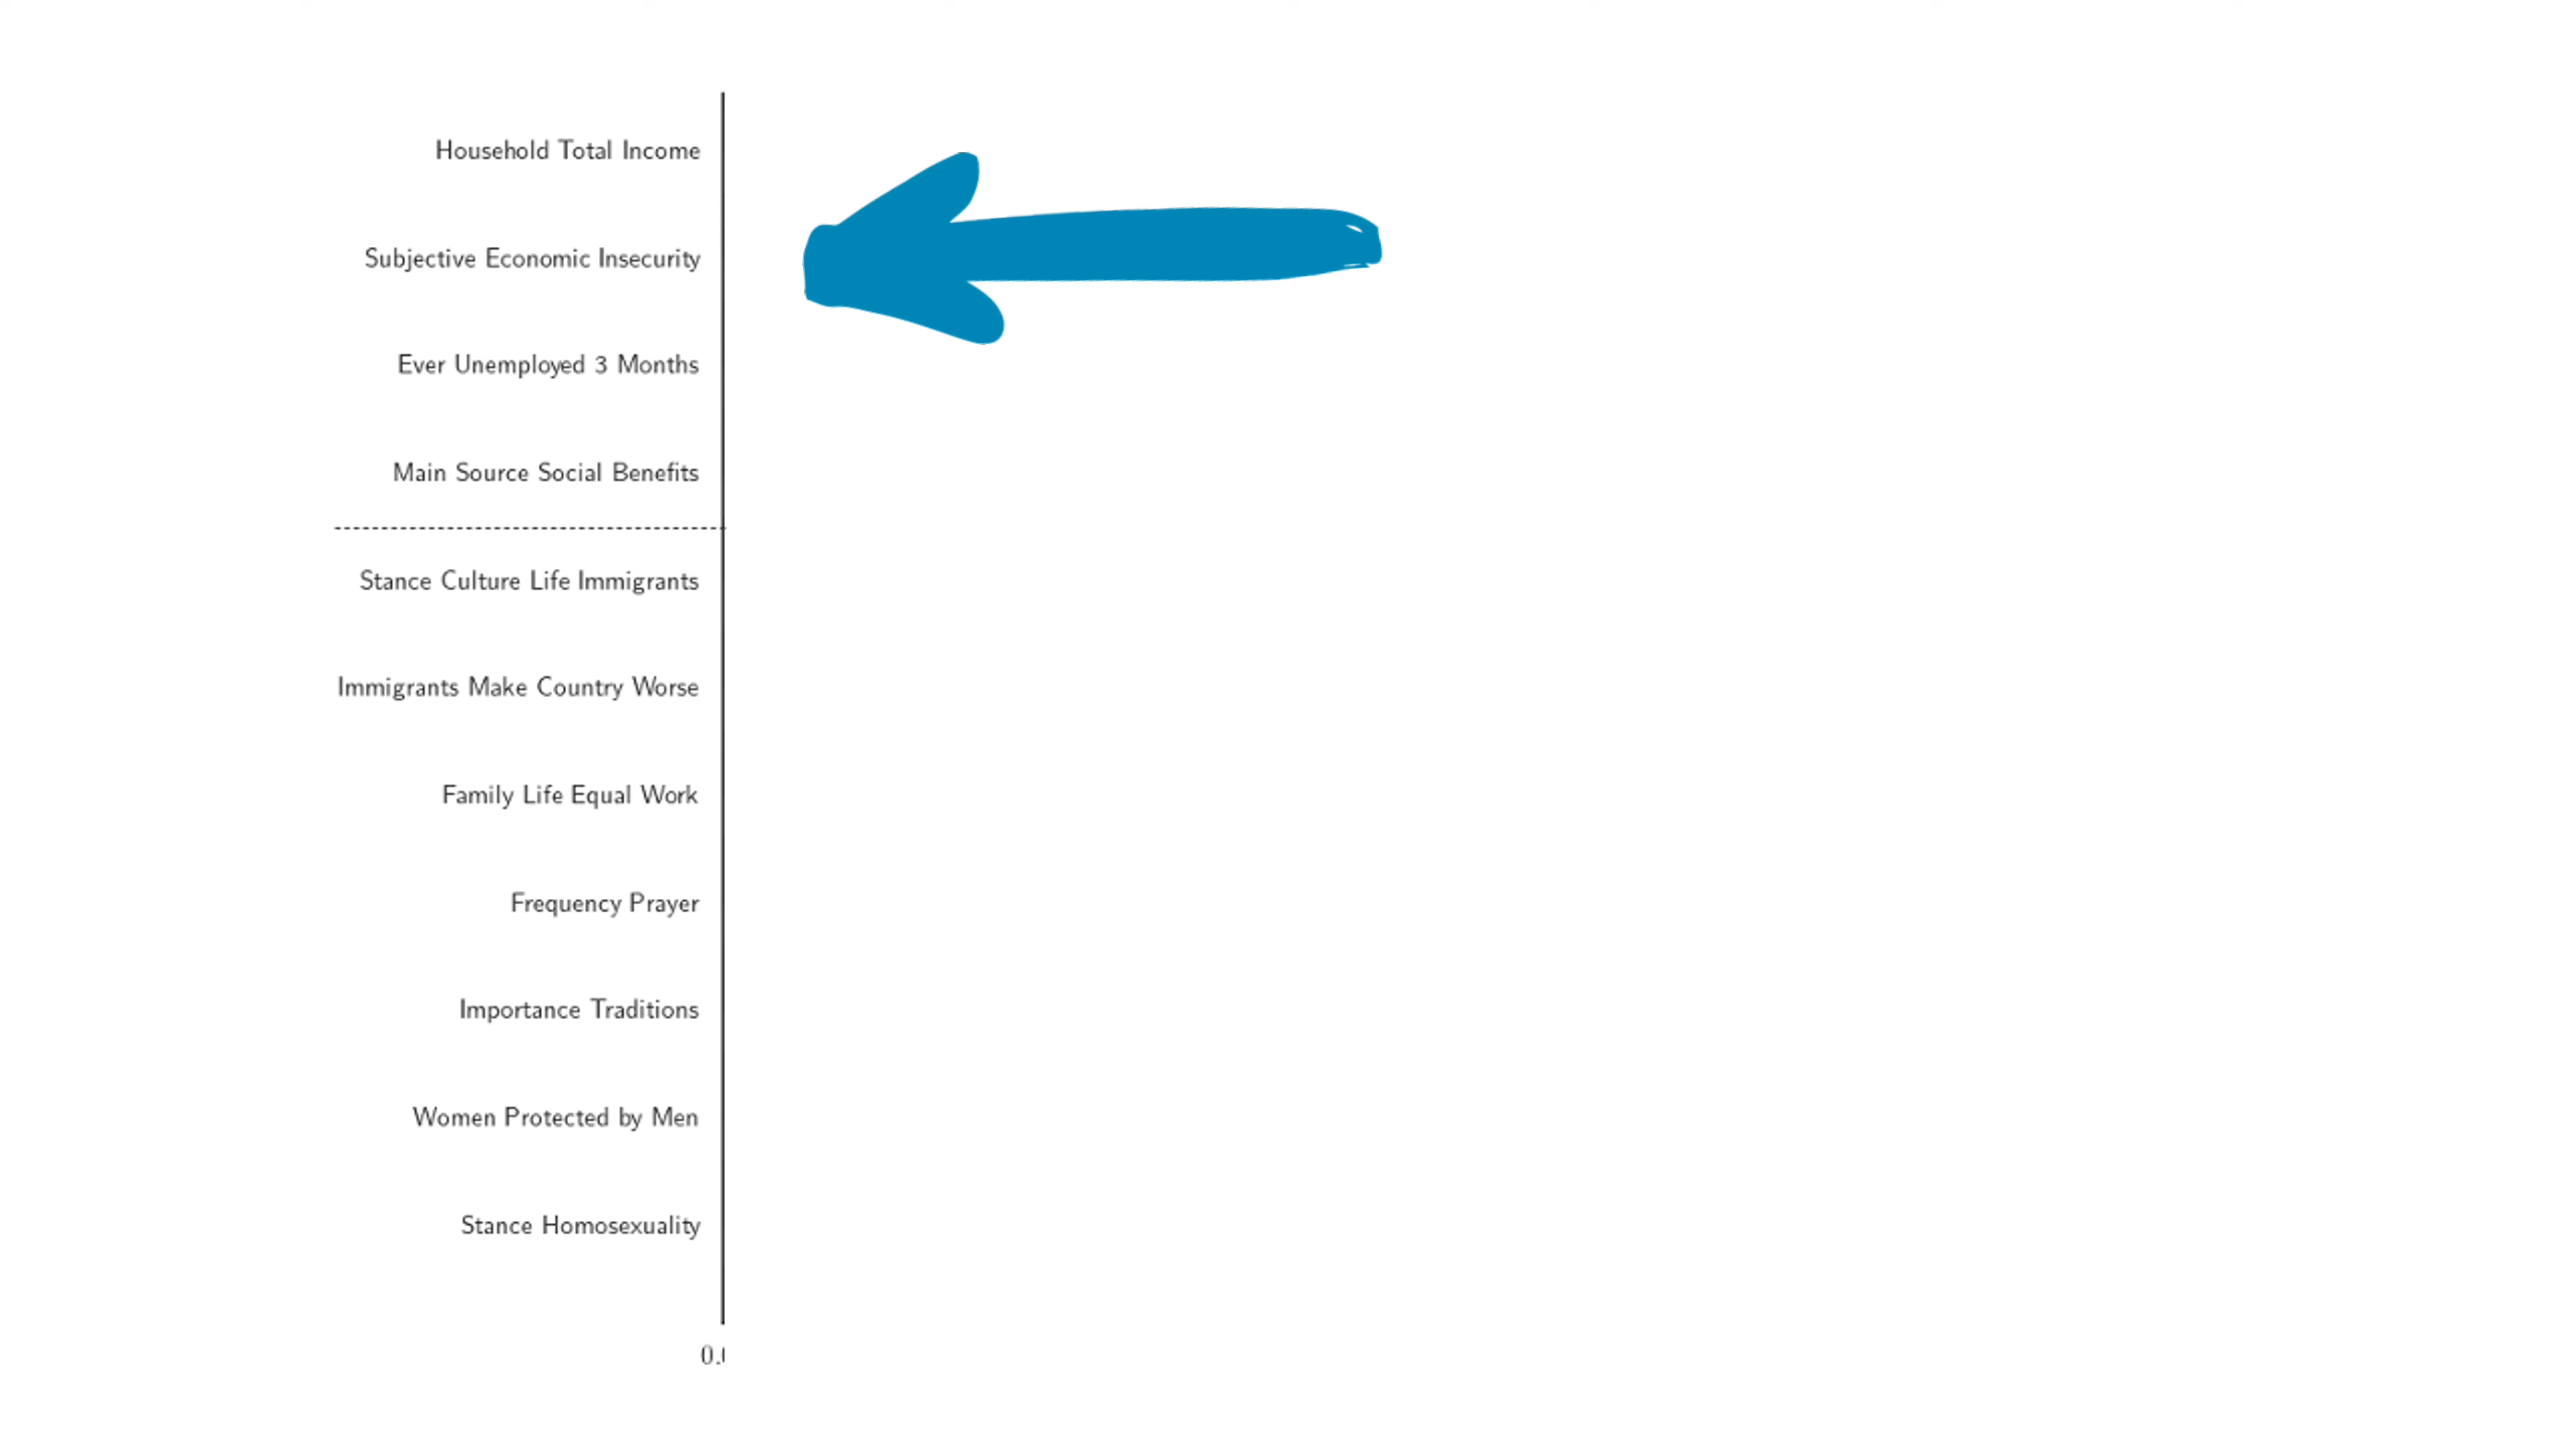 Household Total Income
Subjective Economic Insecurity
Ever Unemployed 3 Months
Main Source Social Benefits
Stance Culture Life Immigrants
Immigrants Make Country Worse
Family Life Equal Work
Frequency Prayer
Importance Traditions
Women Protected by Men
Stance Homosexuality